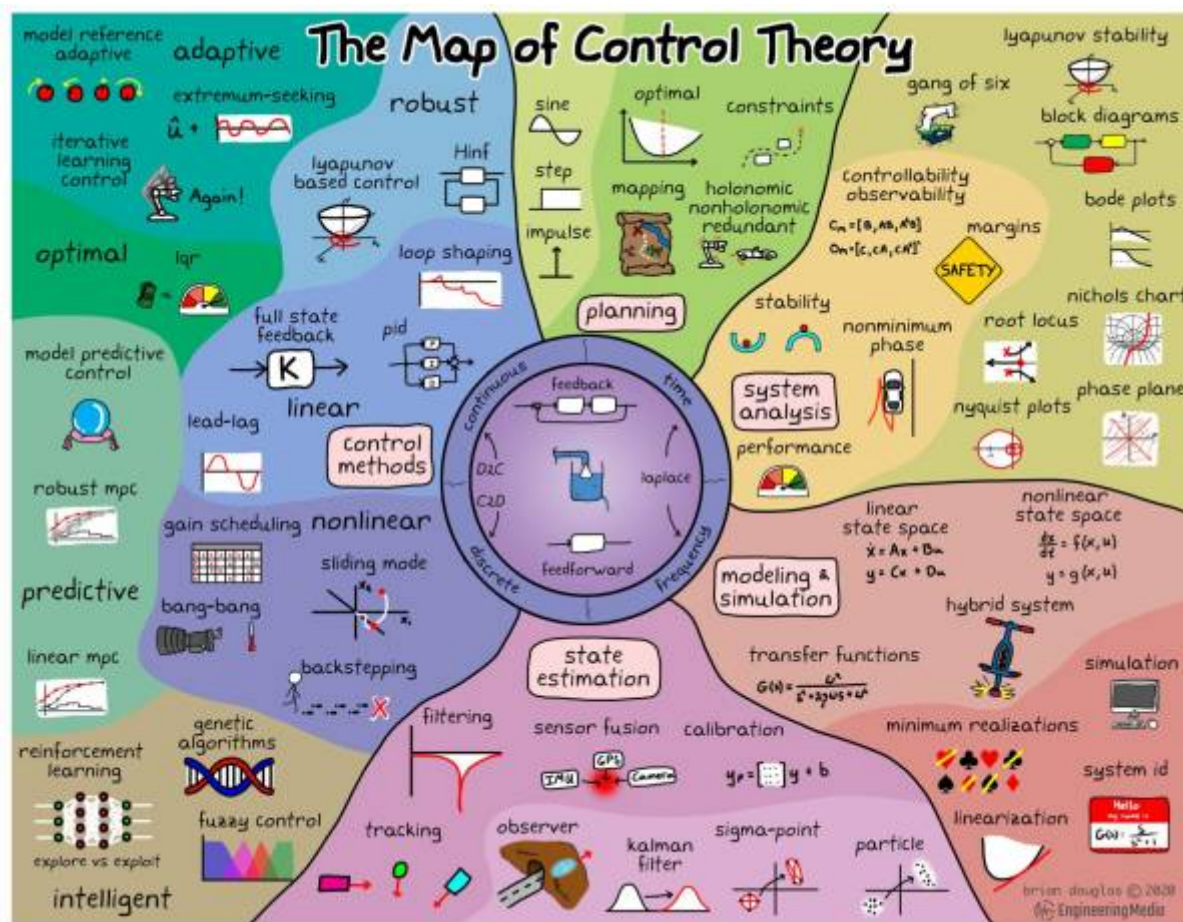 The Map of Control Theory
model reference
adaptive
adaptive
extremum-seeking
û +
iterative
learning
control
Again!
robust
lyapunov
based control
Hinf
optimal
lqr
loop shaping
full state
feedback
K
pid
P
I
D
linear
lead-lag
control
methods
model predictive
control
robust mpc
predictive
linear mpc
gain scheduling
nonlinear
sliding mode
bang-bang
backstepping
X
reinforcement
learning
explore vs exploit
genetic
algorithms
fuzzy control
intelligent
sine
step
impulse
optimal
constraints
mapping
holonomic
nonholonomic
redundant
planning
lyapunov stability
gang of six
block diagrams
controllability
observability
Cm = [B, AB, A²B]
margins
SAFETY
bode plots
stability
nonminimum
phase
root locus
nichols chart
system
analysis
nyquist plots
phase plane
performance
continuous
time
frequency
discrete
feedback
D2C
C2D
laplace
feedforward
linear
state space
ẋ = Ax + Bu
y = Cx + Du
nonlinear
state space
dx/dt = f(x, u)
y = g(x, u)
modeling &
simulation
hybrid system
transfer functions
simulation
minimum realizations
system id
Hello
linearization
state
estimation
filtering
sensor fusion
IMU
GPS
Camera
calibration
tracking
observer
kalman
filter
sigma-point
particle
brian douglas © 2020
EngineeringMedia